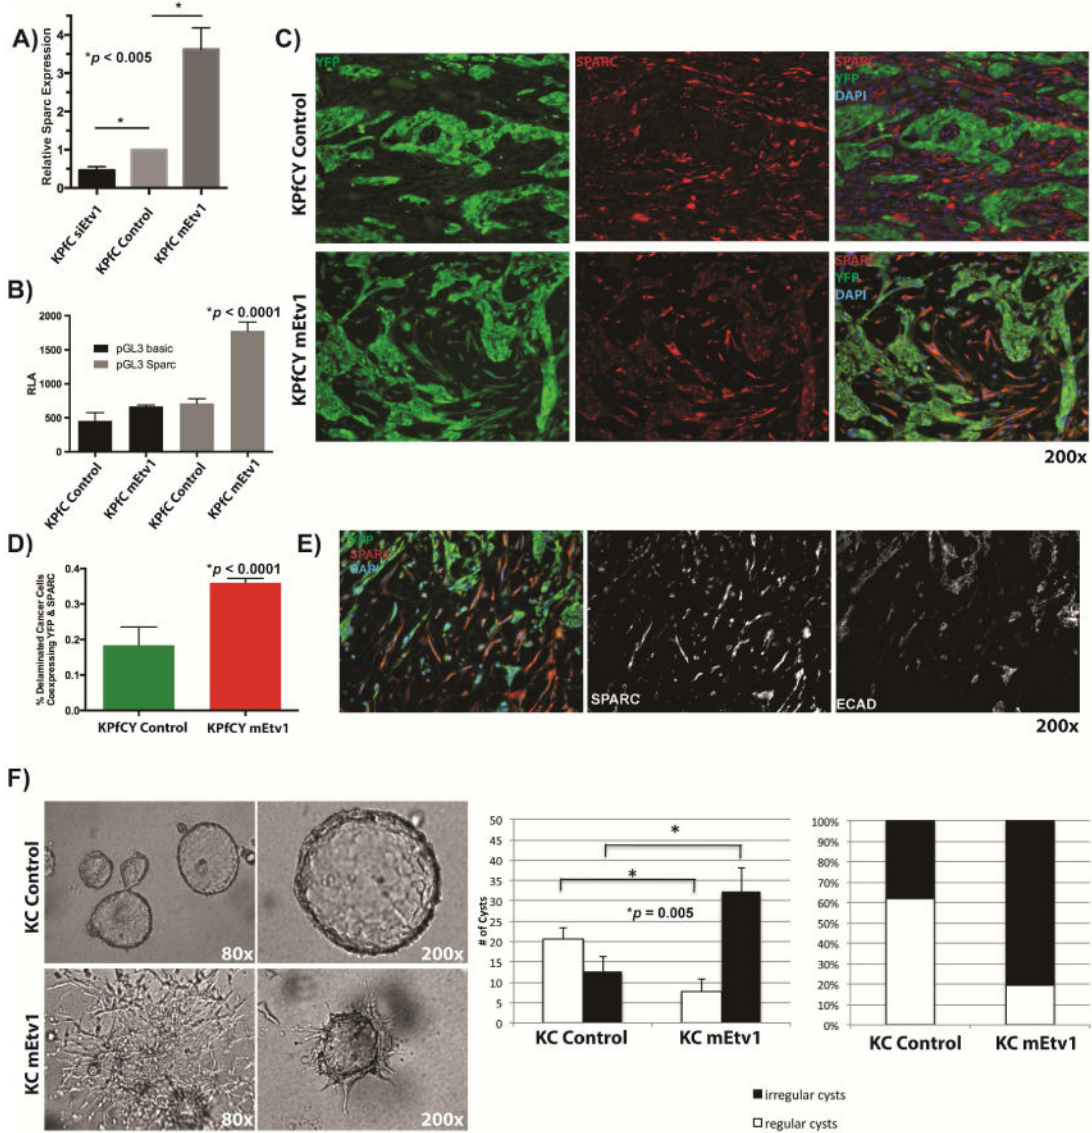 A)
Relative Sparc Expression
4
3
2
1
0
*p < 0.005
*
*
KPfC siEtv1
KPfC Control
KPfC mEtv1
B)
RLA
2000
1500
1000
500
0
pGL3 basic
pGL3 Sparc
*p < 0.0001
KPfC Control
KPfC mEtv1
KPfC Control
KPfC mEtv1
C)
KPfCY Control
YFP
SPARC
SPARC
YFP
DAPI
KPfCY mEtv1
SPARC
YFP
DAPI
200x
D)
% Delaminated Cancer Cells
Coexpressing YFP & SPARC
0.4
0.3
0.2
0.1
0.0
*p < 0.0001
KPfCY Control
KPfCY mEtv1
E)
YFP
SPARC
DAPI
SPARC
ECAD
200x
F)
KC Control
80x
200x
KC mEtv1
80x
200x
# of Cysts
50
45
40
35
30
25
20
15
10
5
0
*
*
*p = 0.005
KC Control
KC mEtv1
100%
90%
80%
70%
60%
50%
40%
30%
20%
10%
0%
KC Control
KC mEtv1
irregular cysts
regular cysts